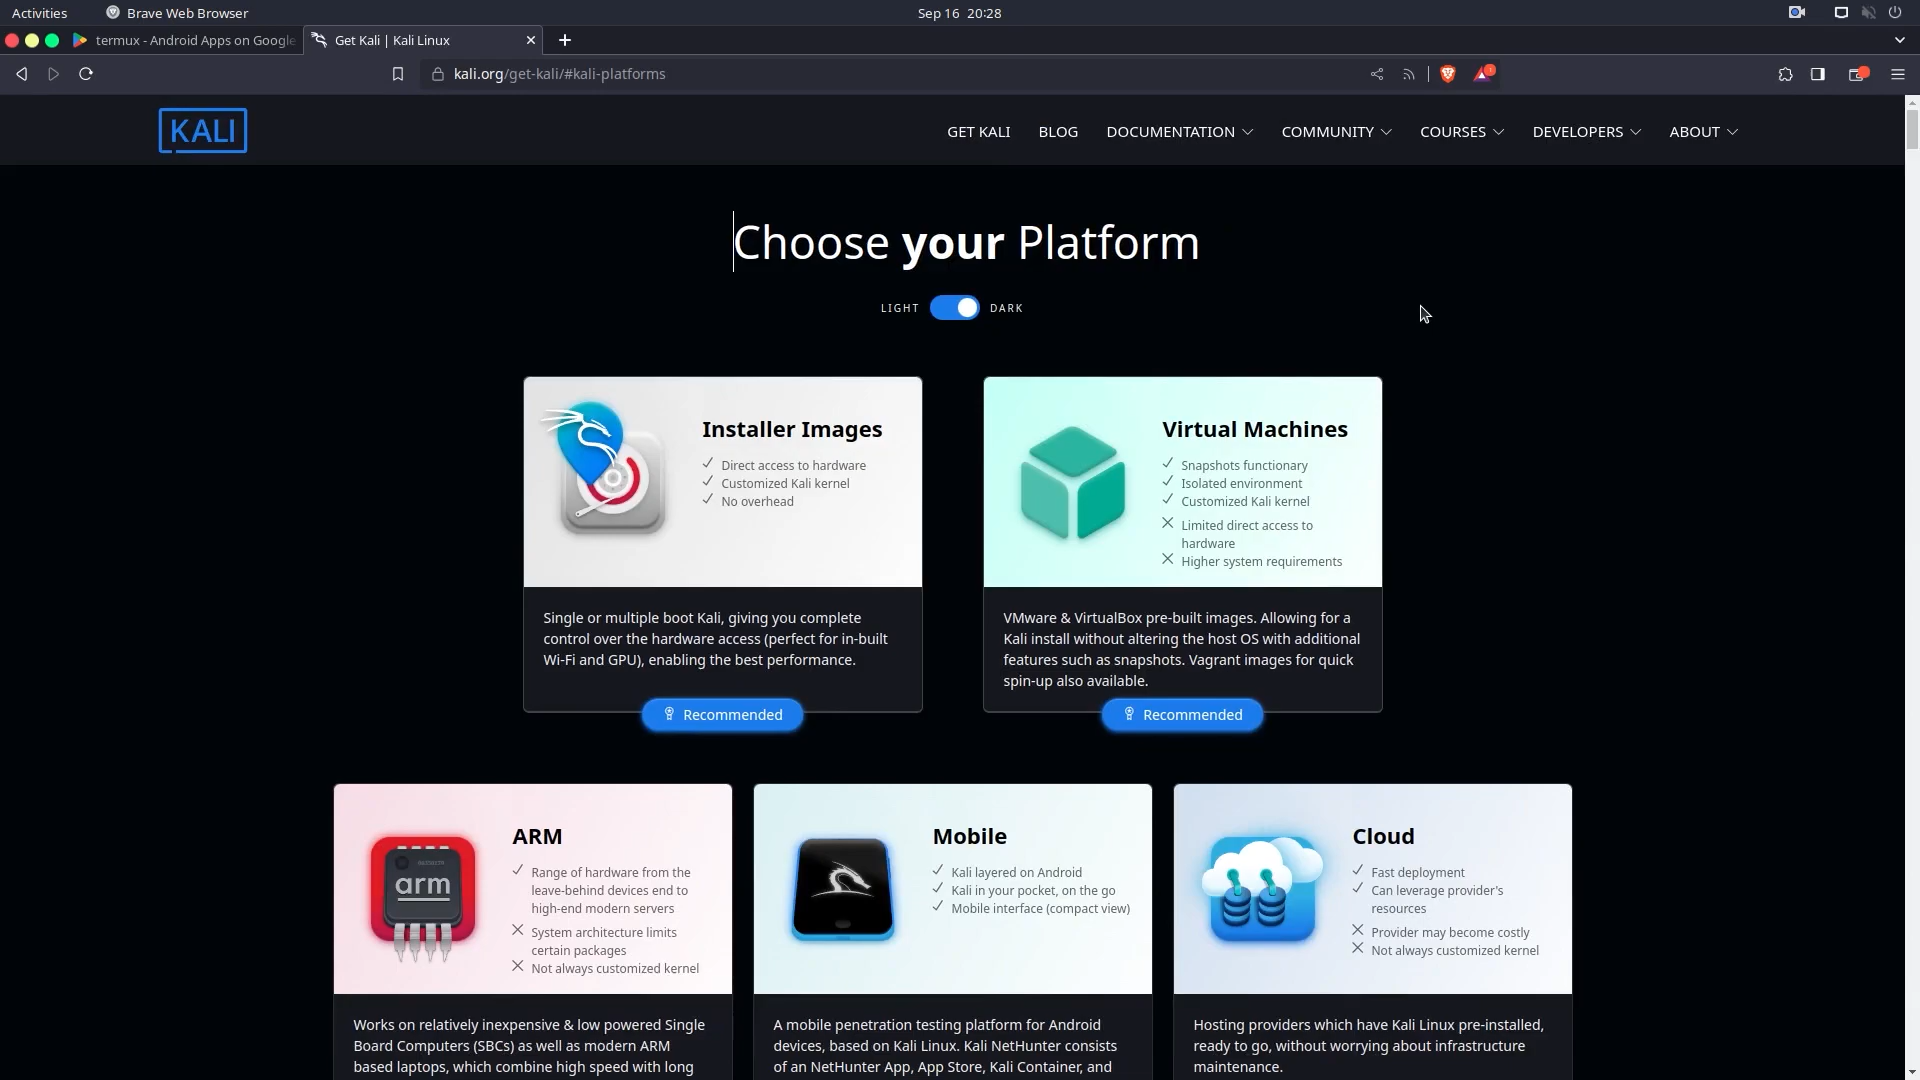 Activities
Brave Web Browser
Sep 16 20:28
termux - Android Apps on Google
Get Kali | Kali Linux
kali.org/get-kali/#kali-platforms
KALI
GET KALI
BLOG
DOCUMENTATION
COMMUNITY
COURSES
DEVELOPERS
ABOUT
Choose your Platform
LIGHT
DARK
Installer Images
Direct access to hardware
Customized Kali kernel
No overhead
Single or multiple boot Kali, giving you complete
control over the hardware access (perfect for in-built
Wi-Fi and GPU), enabling the best performance.
Recommended
Virtual Machines
Snapshots functionary
Isolated environment
Customized Kali kernel
Limited direct access to
hardware
Higher system requirements
VMware & VirtualBox pre-built images. Allowing for a
Kali install without altering the host OS with additional
features such as snapshots. Vagrant images for quick
spin-up also available.
Recommended
arm
ARM
Range of hardware from the
leave-behind devices end to
high-end modern servers
System architecture limits
certain packages
Not always customized kernel
Works on relatively inexpensive & low powered Single
Board Computers (SBCs) as well as modern ARM
based laptops, which combine high speed with long
Mobile
Kali layered on Android
Kali in your pocket, on the go
Mobile interface (compact view)
A mobile penetration testing platform for Android
devices, based on Kali Linux. Kali NetHunter consists
of an NetHunter App, App Store, Kali Container, and
Cloud
Fast deployment
Can leverage provider's
resources
Provider may become costly
Not always customized kernel
Hosting providers which have Kali Linux pre-installed,
ready to go, without worrying about infrastructure
maintenance.